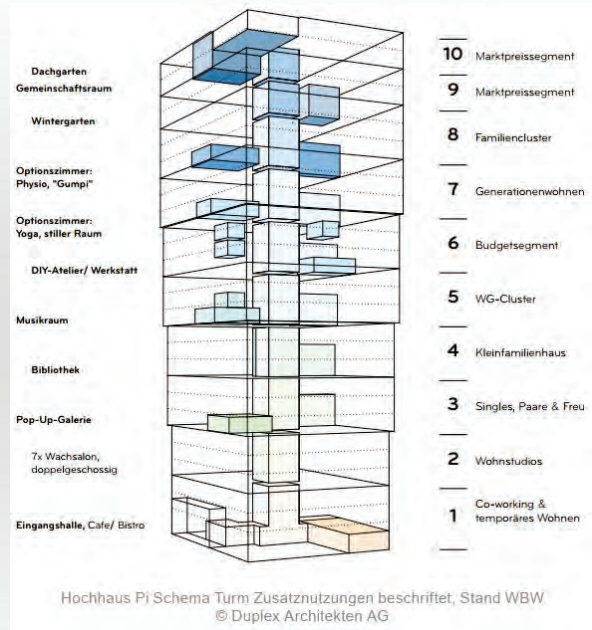 Dachgarten
Gemeinschaftsraum
Wintergarten
Optionszimmer:
Physio, "Gumpi"
Optionszimmer:
Yoga, stiller Raum
DIY-Atelier/ Werkstatt
Musikraum
Bibliothek
Pop-Up-Galerie
7x Wachsalon,
doppelgeschossig
Eingangshalle, Cafe/ Bistro
10 Marktpreissegment
9 Marktpreissegment
8 Familiencluster
7 Generationenwohnen
6 Budgetsegment
5 WG-Cluster
4 Kleinfamilienhaus
3 Singles, Paare & Freu
2 Wohnstudios
1 Co-working &
temporäres Wohnen
Hochhaus Pi Schema Turm Zusatznutzungen beschriftet, Stand WBW
© Duplex Architekten AG